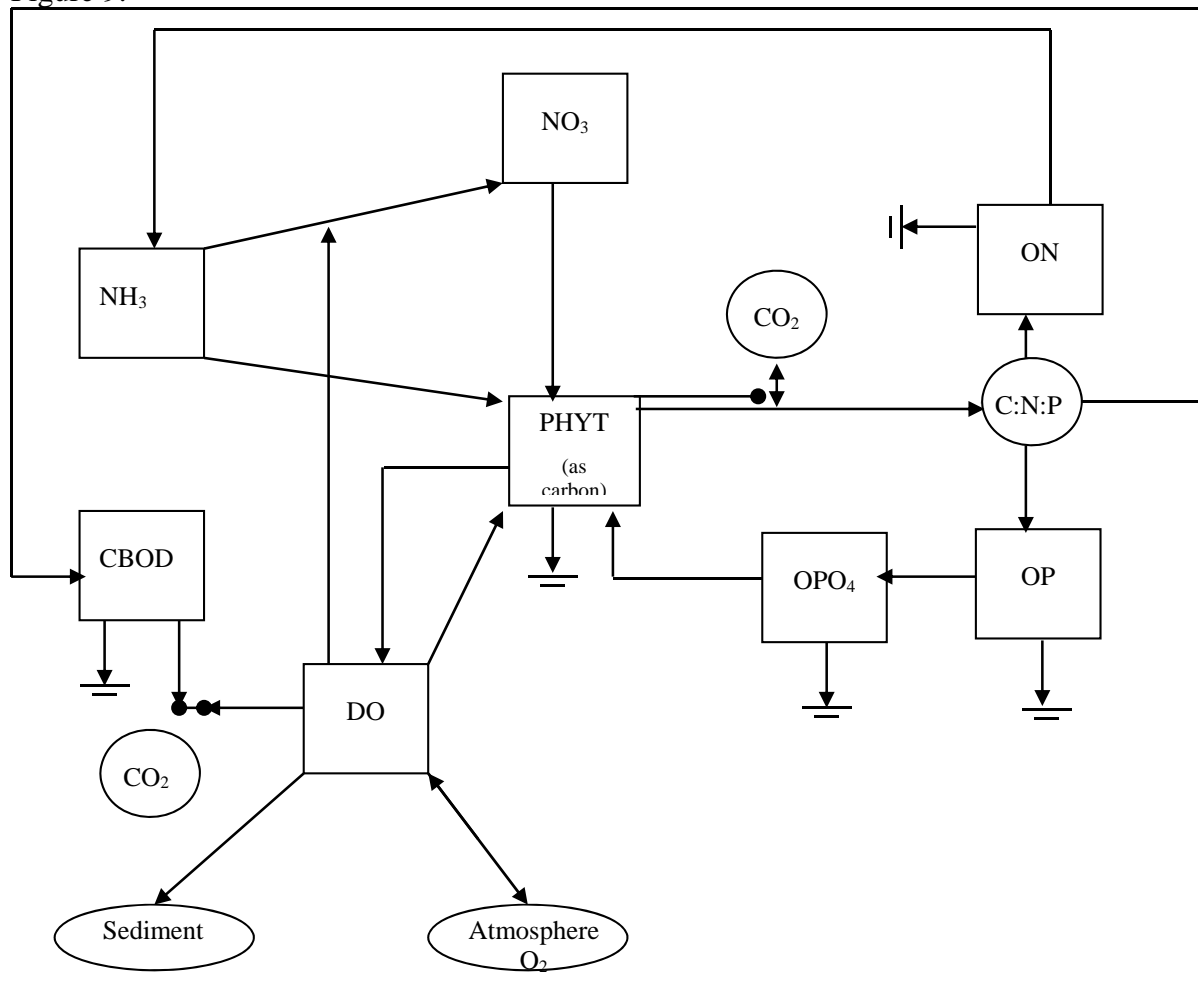 Figure 9.
NO₃
ON
NH₃
CO₂
C:N:P
PHYT
(as
carbon)
CBOD
OPO₄
OP
DO
CO₂
Sediment
Atmosphere
O₂